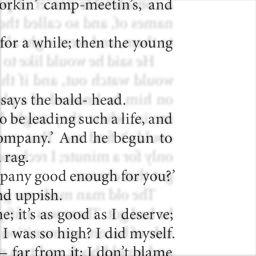 orkin' camp-meetin's, and
for a while; then the young
says the bald- head.
o be leading such a life, and
ompany.' And he begun to
rag.
pany good enough for you?'
nd uppish.
ne; it's as good as I deserve;
I was so high? I did myself.
– far from it; I don't blame